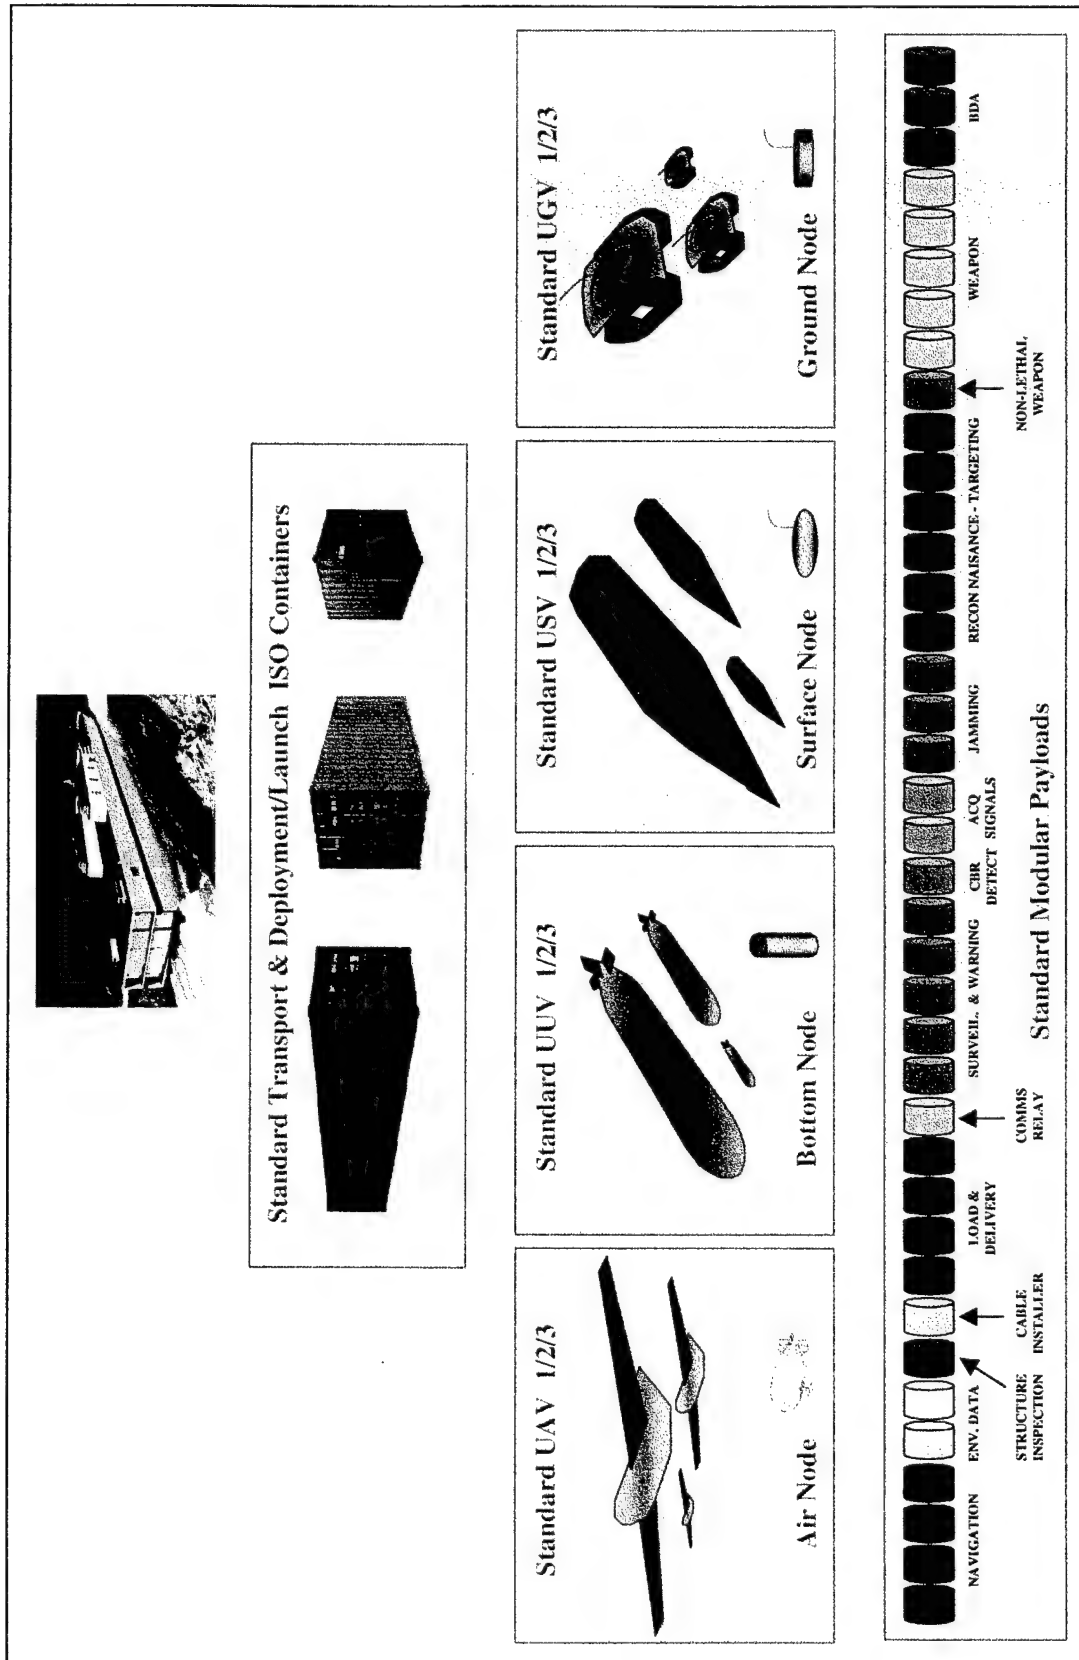 Standard Transport & Deployment/Launch ISO Containers
Standard UAV 1/2/3
Air Node
Standard UUV 1/2/3
Bottom Node
Standard USV 1/2/3
Surface Node
Standard UGV 1/2/3
Ground Node
NAVIGATION
ENV. DATA
STRUCTURE
INSPECTION
CABLE
INSTALLER
LOAD &
DELIVERY
COMMS
RELAY
SURVEIL. & WARNING
CBR
DETECT
ACQ
SIGNALS
JAMMING
RECON NAISANCE - TARGETING
NON-LETHAL
WEAPON
WEAPON
BDA
Standard Modular Payloads